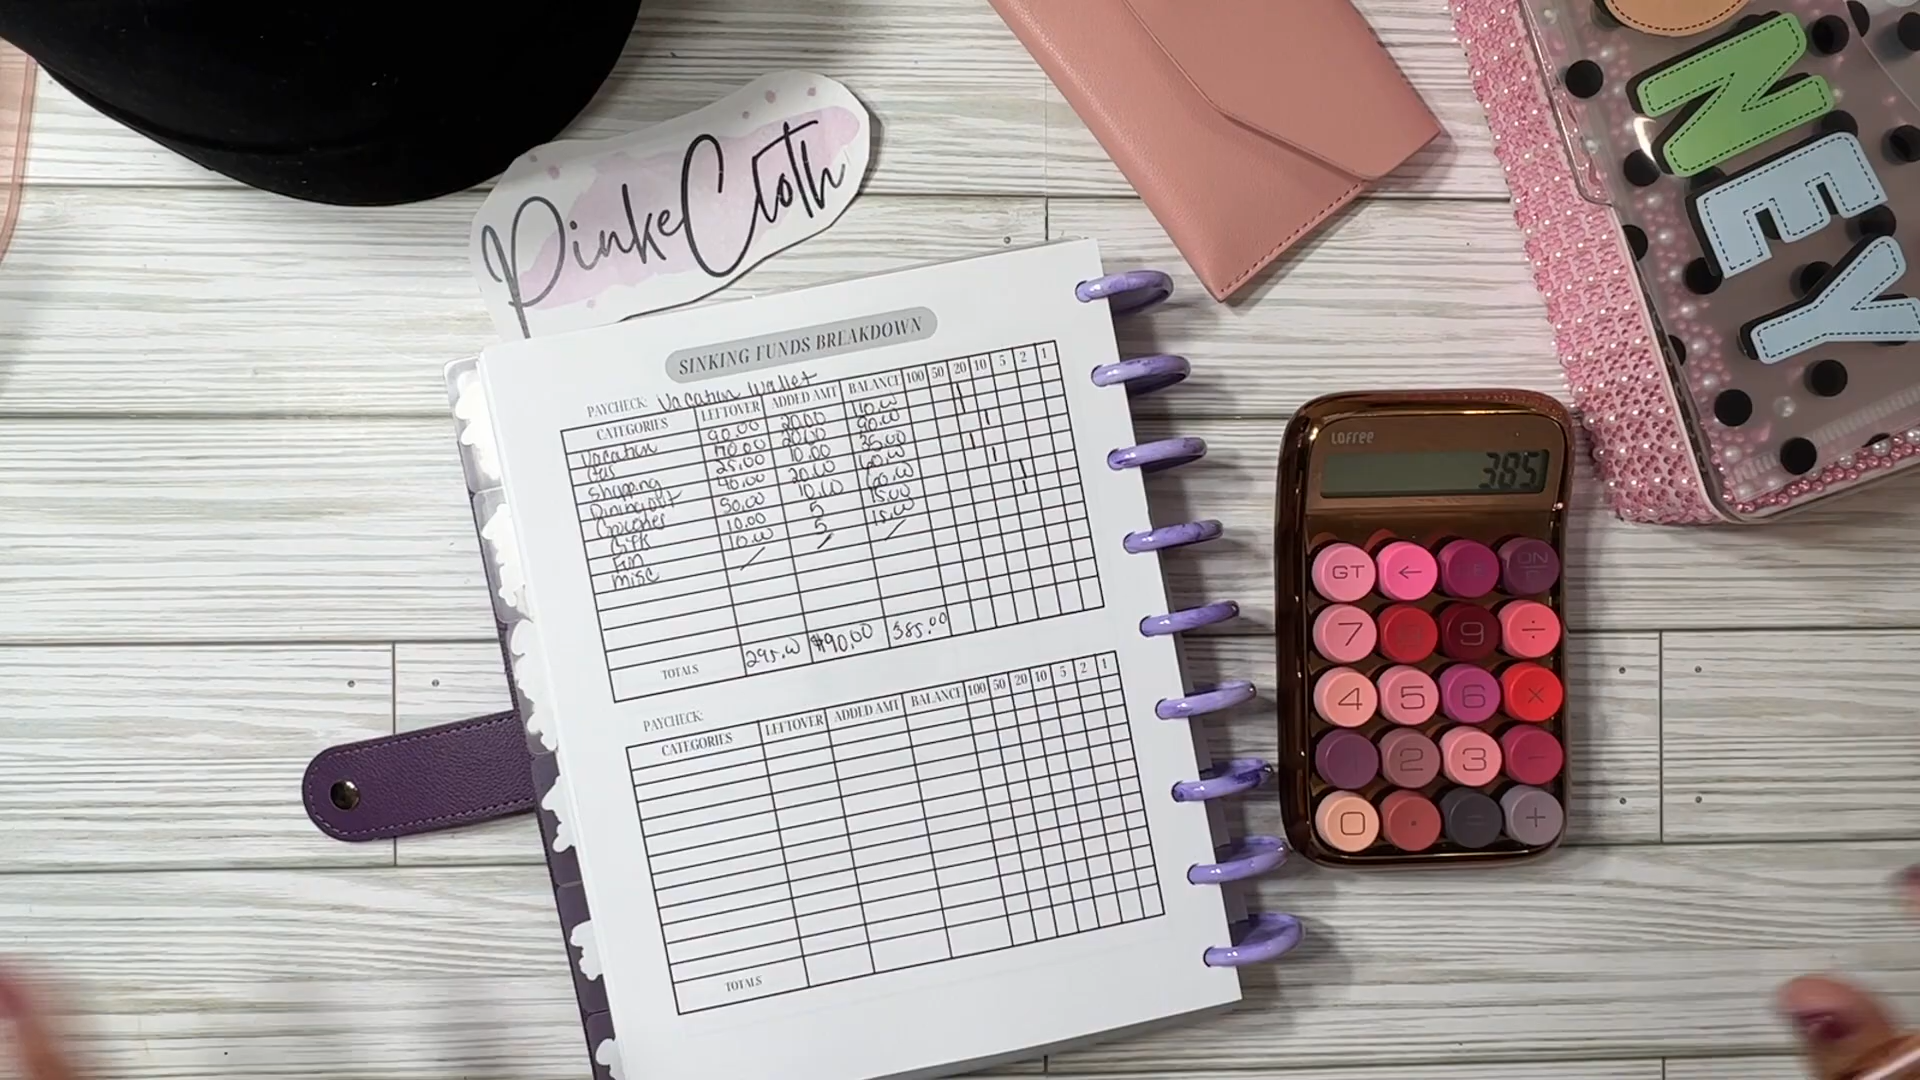 PinkeCloth
NEY
SINKING FUNDS BREAKDOWN
PAYCHECK: Vacation Wallet
CATEGORIES LEFTOVER ADDED AMT BALANCE 100 50 20 10 5 2 1
Vacation 90.00 20.00 110.00
Gas 70.00 20.00 90.00
Shopping 25.00 10.00 35.00
Dining out 40.00 20.00 60.00
50.00 10.00 60.00
Gift 10.00 5 15.00
Fun 10.00 5 15.00
misc / / /
TOTALS 295.00 $90.00 385.00
PAYCHECK:
CATEGORIES LEFTOVER ADDED AMT BALANCE 100 50 20 10 5 2 1
TOTALS
LOFREE
385
GT ← CE ON/C
7 8 9 ÷
4 5 6 ×
1 2 3 −
0 . = +